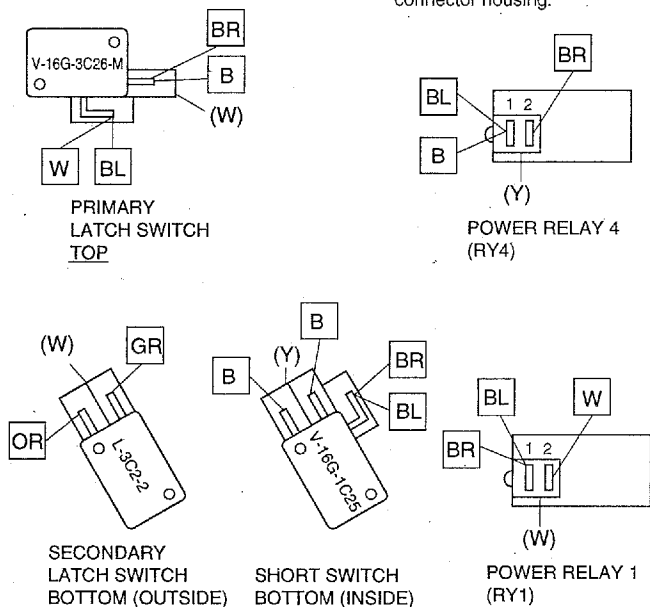 connector housing.
BR
V-16G-3C26-M
B
(W)
W
BL
PRIMARY
LATCH SWITCH
TOP
BR
BL
1 2
B
(Y)
POWER RELAY 4
(RY4)
(W)
GR
OR
L-3C2-2
SECONDARY
LATCH SWITCH
BOTTOM (OUTSIDE)
B
(Y)
B
BR
BL
V-16G-1C25
SHORT SWITCH
BOTTOM (INSIDE)
BL
W
BR
1 2
(W)
POWER RELAY 1
(RY1)